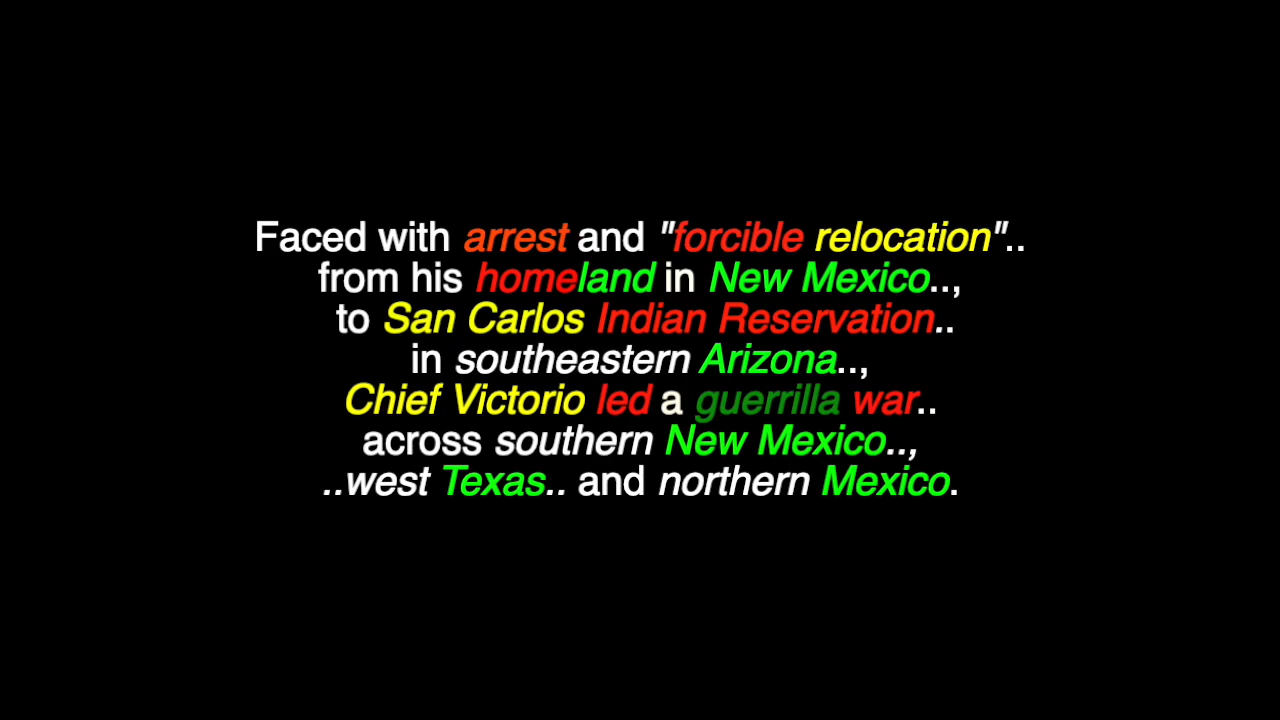 Faced with arrest and "forcible relocation"..
from his homeland in New Mexico..,
to San Carlos Indian Reservation..
in southeastern Arizona..,
Chief Victorio led a guerrilla war..
across southern New Mexico..,
..west Texas.. and northern Mexico.